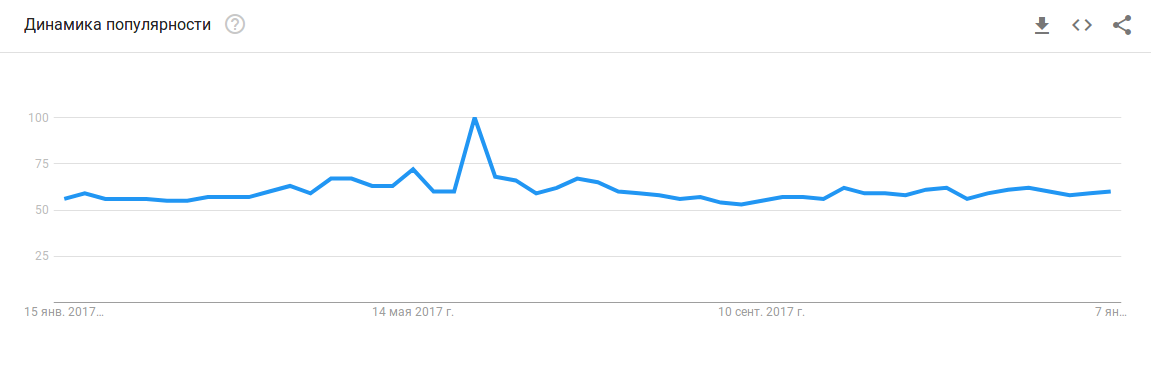 Динамика популярности ?
100
75
50
25
15 янв. 2017…
14 мая 2017 г.
10 сент. 2017 г.
7 ян…